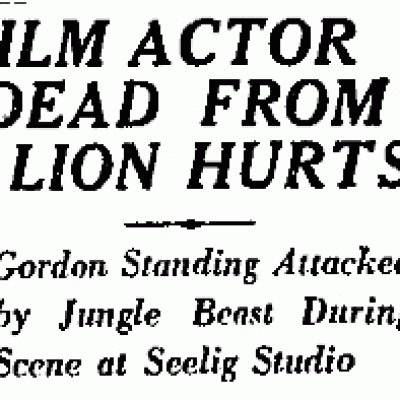 ILM ACTOR
DEAD FROM
LION HURTS
Gordon Standing Attacked
by Jungle Beast During
Scene at Seelig Studio